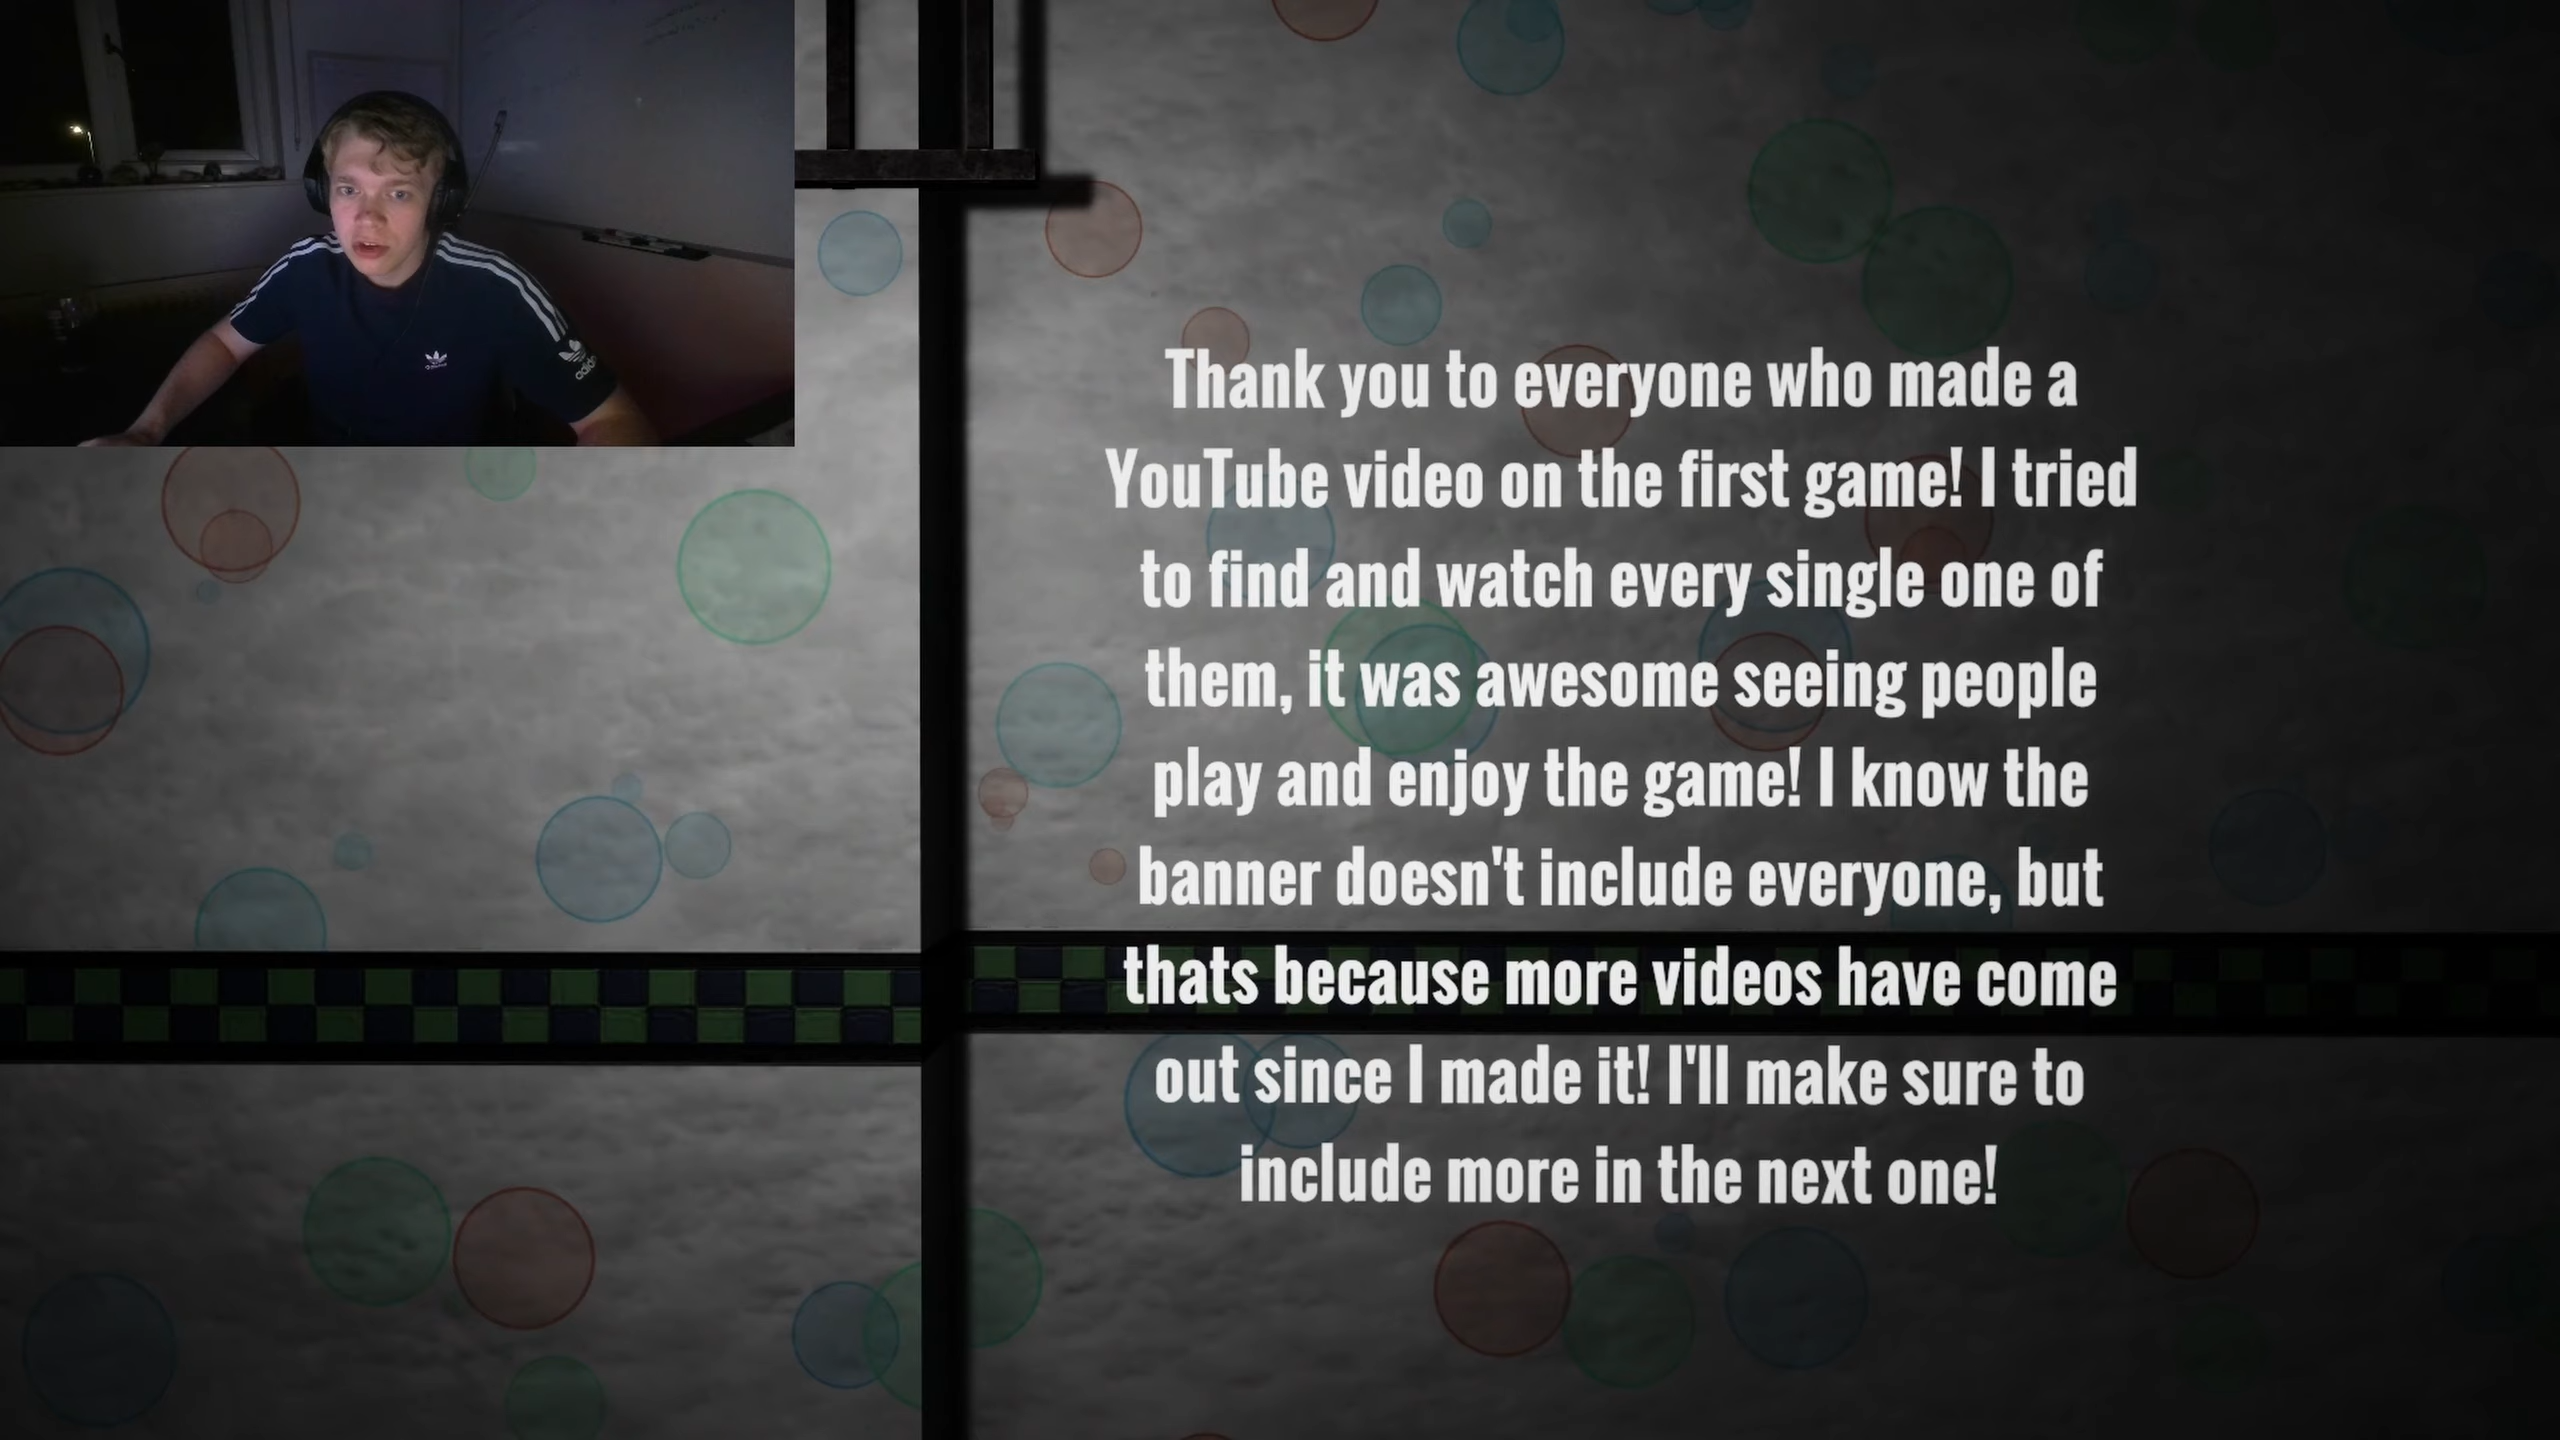 Thank you to everyone who made a
YouTube video on the first game! I tried
to find and watch every single one of
them, it was awesome seeing people
play and enjoy the game! I know the
banner doesn't include everyone, but
thats because more videos have come
out since I made it! I'll make sure to
include more in the next one!